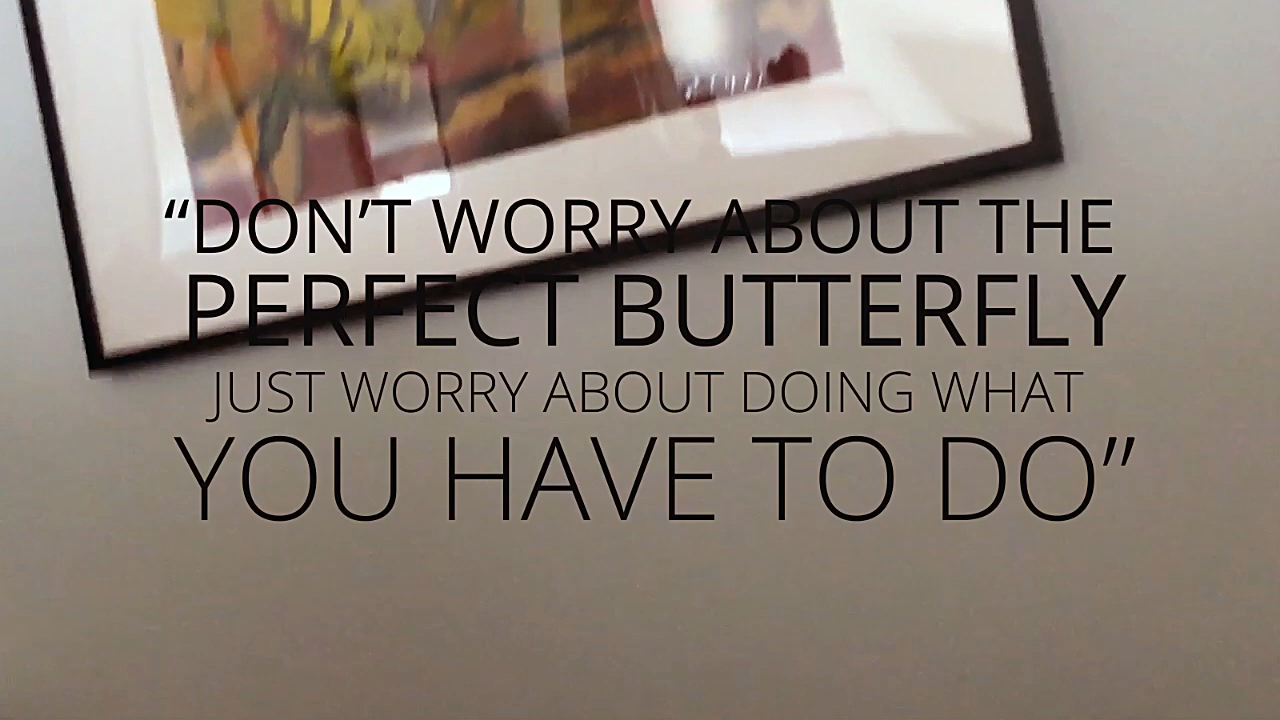 “DON’T WORRY ABOUT THE
PERFECT BUTTERFLY
JUST WORRY ABOUT DOING WHAT
YOU HAVE TO DO”